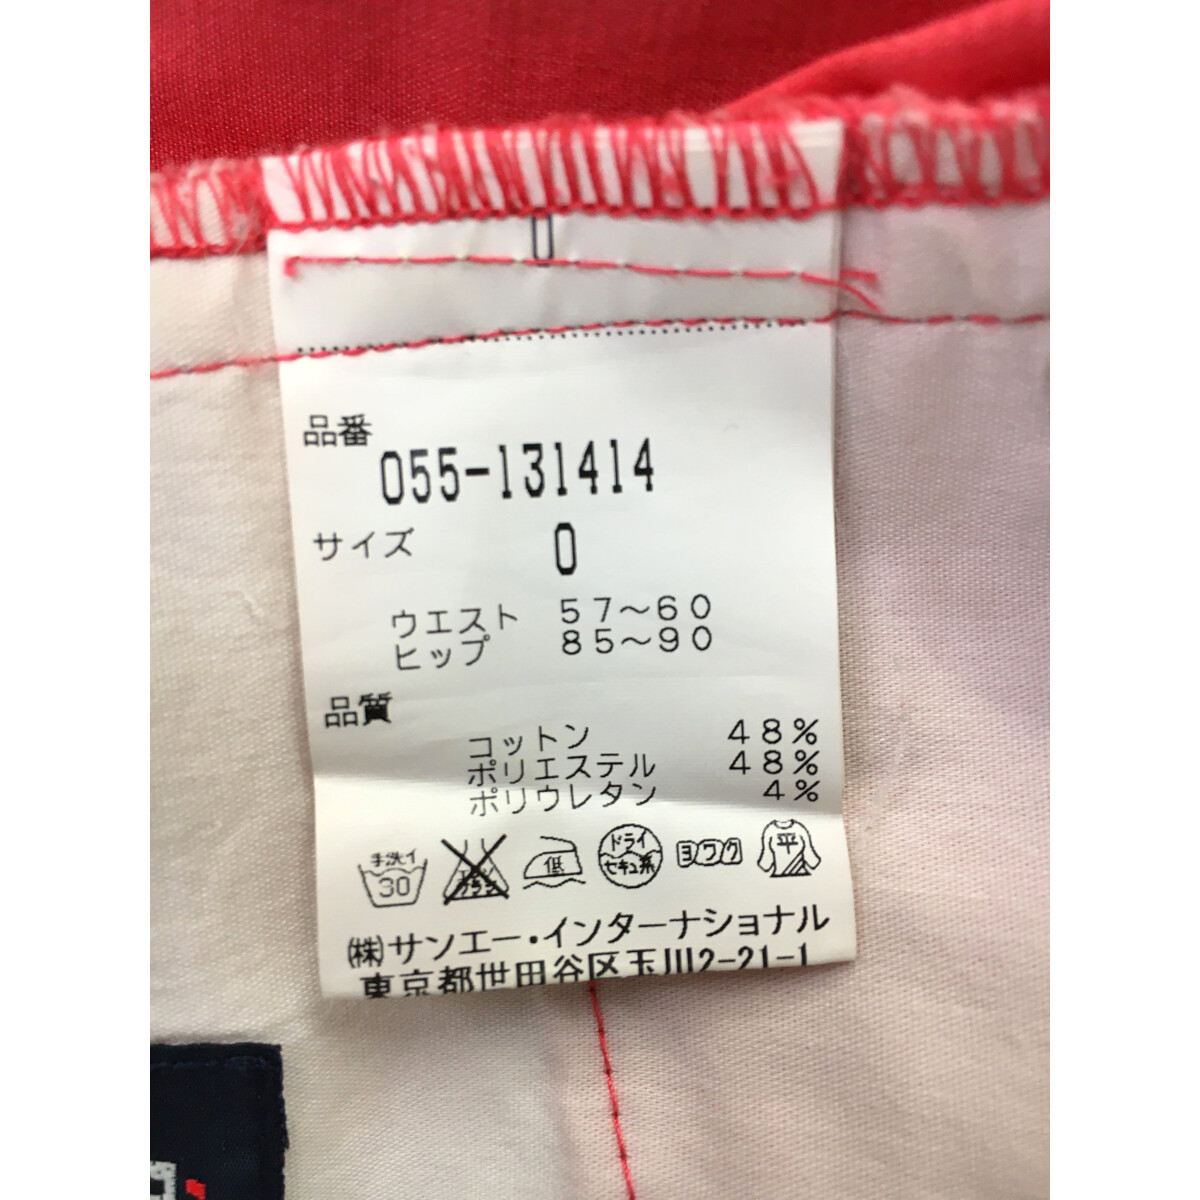 0
品番
055-131414
サイズ 0
ウエスト 57～60
ヒップ 85～90
品質
コットン 48%
ポリエステル 48%
ポリウレタン 4%
手洗イ 30
低
ドライ
セキュ系
ヨワク
平
㈱サンエー・インターナショナル
東京都世田谷区玉川2-21-1